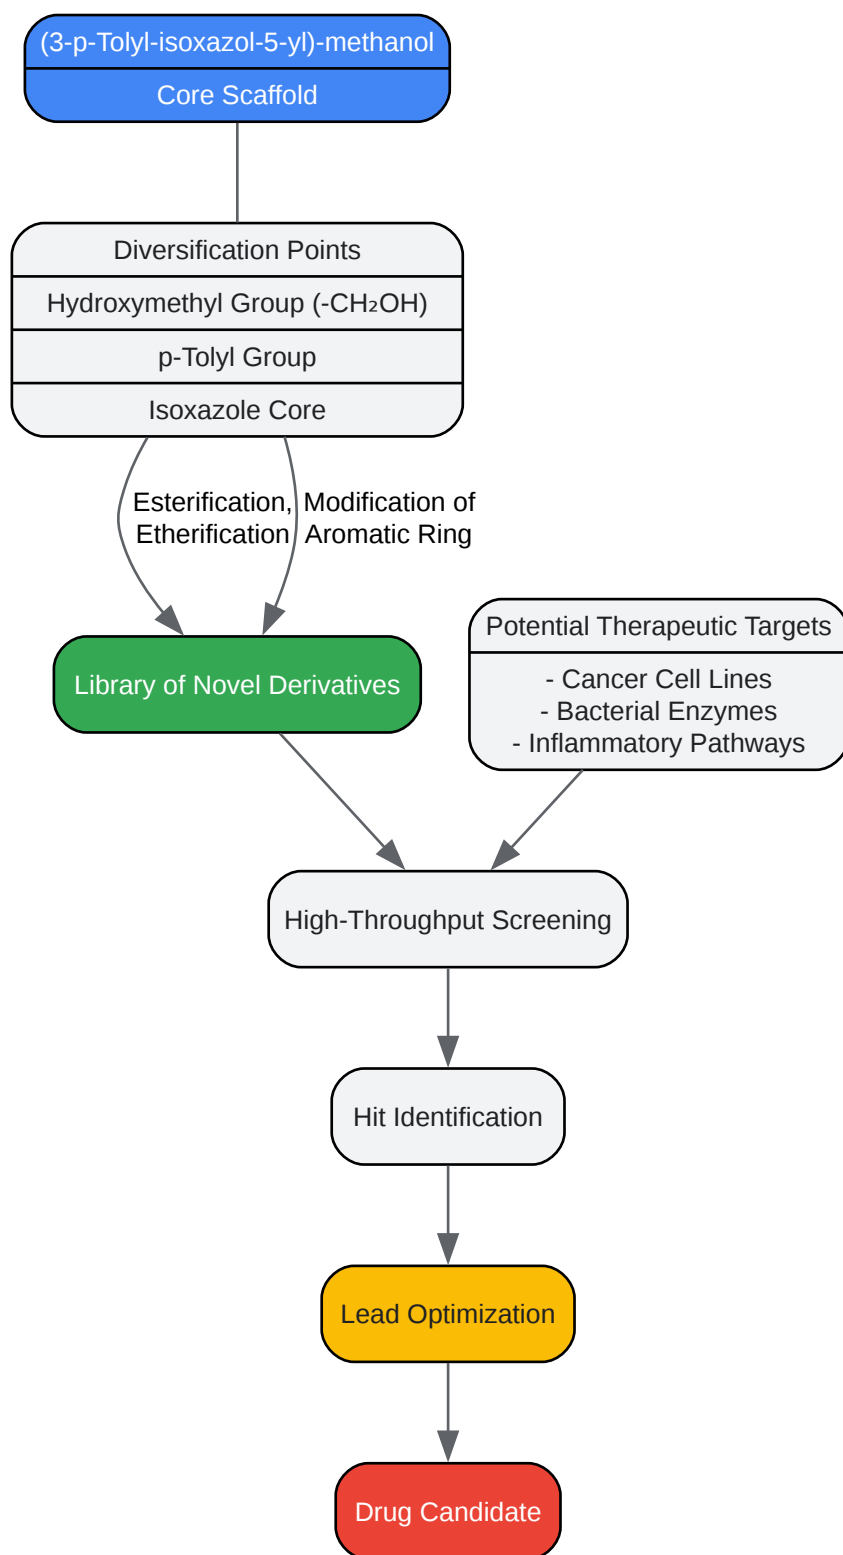 (3-p-Tolyl-isoxazol-5-yl)-methanol
Core Scaffold
Diversification Points
Hydroxymethyl Group (-CH₂OH)
p-Tolyl Group
Isoxazole Core
Esterification,
Etherification
Modification of
Aromatic Ring
Library of Novel Derivatives
Potential Therapeutic Targets
- Cancer Cell Lines
- Bacterial Enzymes
- Inflammatory Pathways
High-Throughput Screening
Hit Identification
Lead Optimization
Drug Candidate